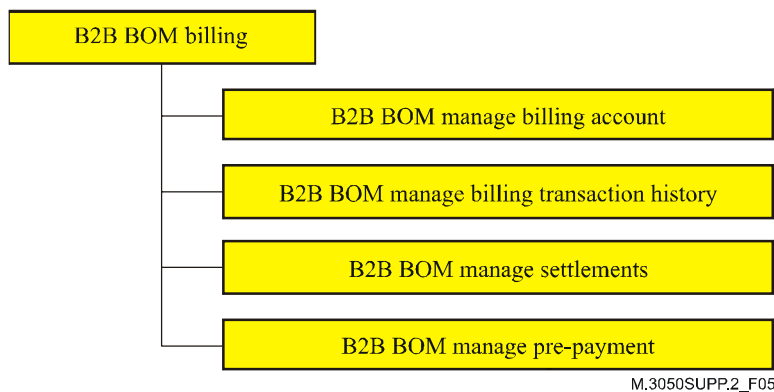 B2B BOM billing
B2B BOM manage billing account
B2B BOM manage billing transaction history
B2B BOM manage settlements
B2B BOM manage pre-payment
M.3050SUPP.2_F05